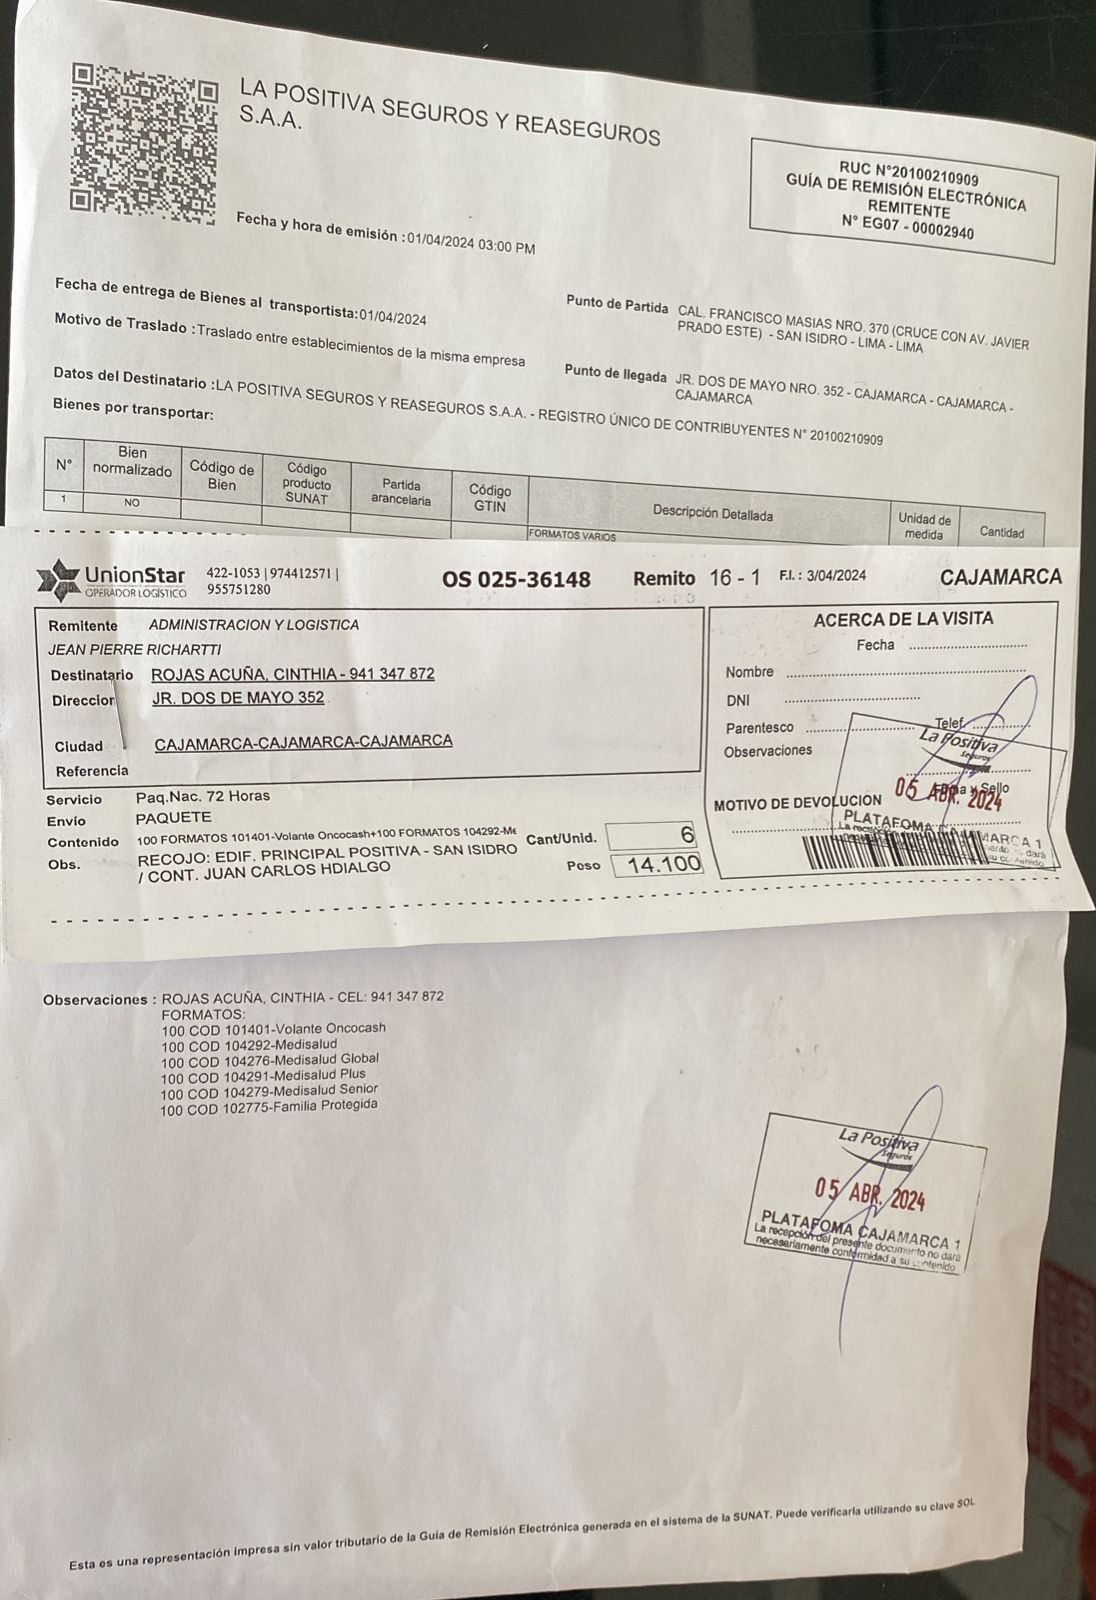 LA POSITIVA SEGUROS Y REASEGUROS
S.A.A.
RUC N°20100210909
GUÍA DE REMISIÓN ELECTRÓNICA
REMITENTE
N° EG07 - 00002940
Fecha y hora de emisión :01/04/2024 03:00 PM
Fecha de entrega de Bienes al transportista:01/04/2024
Motivo de Traslado :Traslado entre establecimientos de la misma empresa
Punto de Partida CAL. FRANCISCO MASIAS NRO. 370 (CRUCE CON AV. JAVIER
PRADO ESTE) - SAN ISIDRO - LIMA - LIMA
Punto de llegada JR. DOS DE MAYO NRO. 352 - CAJAMARCA - CAJAMARCA -
CAJAMARCA
Datos del Destinatario :LA POSITIVA SEGUROS Y REASEGUROS S.A.A. - REGISTRO ÚNICO DE CONTRIBUYENTES N° 20100210909
Bienes por transportar:
N° Bien normalizado Código de Bien Código producto SUNAT Partida arancelaria Código GTIN Descripción Detallada Unidad de medida Cantidad
1 NO FORMATOS VARIOS
UnionStar
OPERADOR LOGÍSTICO
422-1053 | 974412571 |
955751280
OS 025-36148 Remito 16 - 1 F.I. : 3/04/2024 CAJAMARCA
Remitente ADMINISTRACION Y LOGISTICA
JEAN PIERRE RICHARTTI
Destinatario ROJAS ACUÑA, CINTHIA - 941 347 872
Direccion JR. DOS DE MAYO 352
Ciudad CAJAMARCA-CAJAMARCA-CAJAMARCA
Referencia
ACERCA DE LA VISITA
Fecha
Nombre
DNI
Parentesco Telef.
Observaciones
Firma y Sello
MOTIVO DE DEVOLUCION
La Positiva
Seguros
05 ABR. 2024
PLATAFOMA CAJAMARCA 1
Servicio Paq.Nac. 72 Horas
Envío PAQUETE
Contenido 100 FORMATOS 101401-Volante Oncocash+100 FORMATOS 104292-Me
Obs. RECOJO: EDIF. PRINCIPAL POSITIVA - SAN ISIDRO
/ CONT. JUAN CARLOS HDIALGO
Cant/Unid. 6
Peso 14.100
Observaciones : ROJAS ACUÑA, CINTHIA - CEL: 941 347 872
FORMATOS:
100 COD 101401-Volante Oncocash
100 COD 104292-Medisalud
100 COD 104276-Medisalud Global
100 COD 104291-Medisalud Plus
100 COD 104279-Medisalud Senior
100 COD 102775-Familia Protegida
La Positiva
Seguros
05 ABR. 2024
PLATAFOMA CAJAMARCA 1
La recepción del presente documento no dará
necesariamente conformidad a su contenido
Esta es una representación impresa sin valor tributario de la Guía de Remisión Electrónica generada en el sistema de la SUNAT. Puede verificarla utilizando su clave SOL